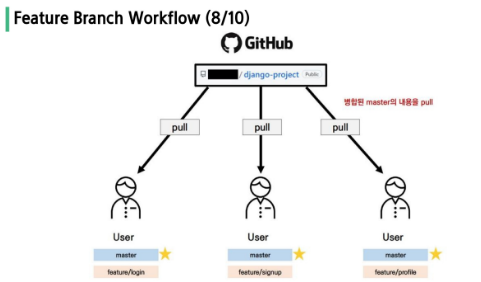 Feature Branch Workflow (8/10)
GitHub
/ django-project Public
병합된 master의 내용을 pull
pull pull pull
User User User
master master master
feature/login feature/signup feature/profile